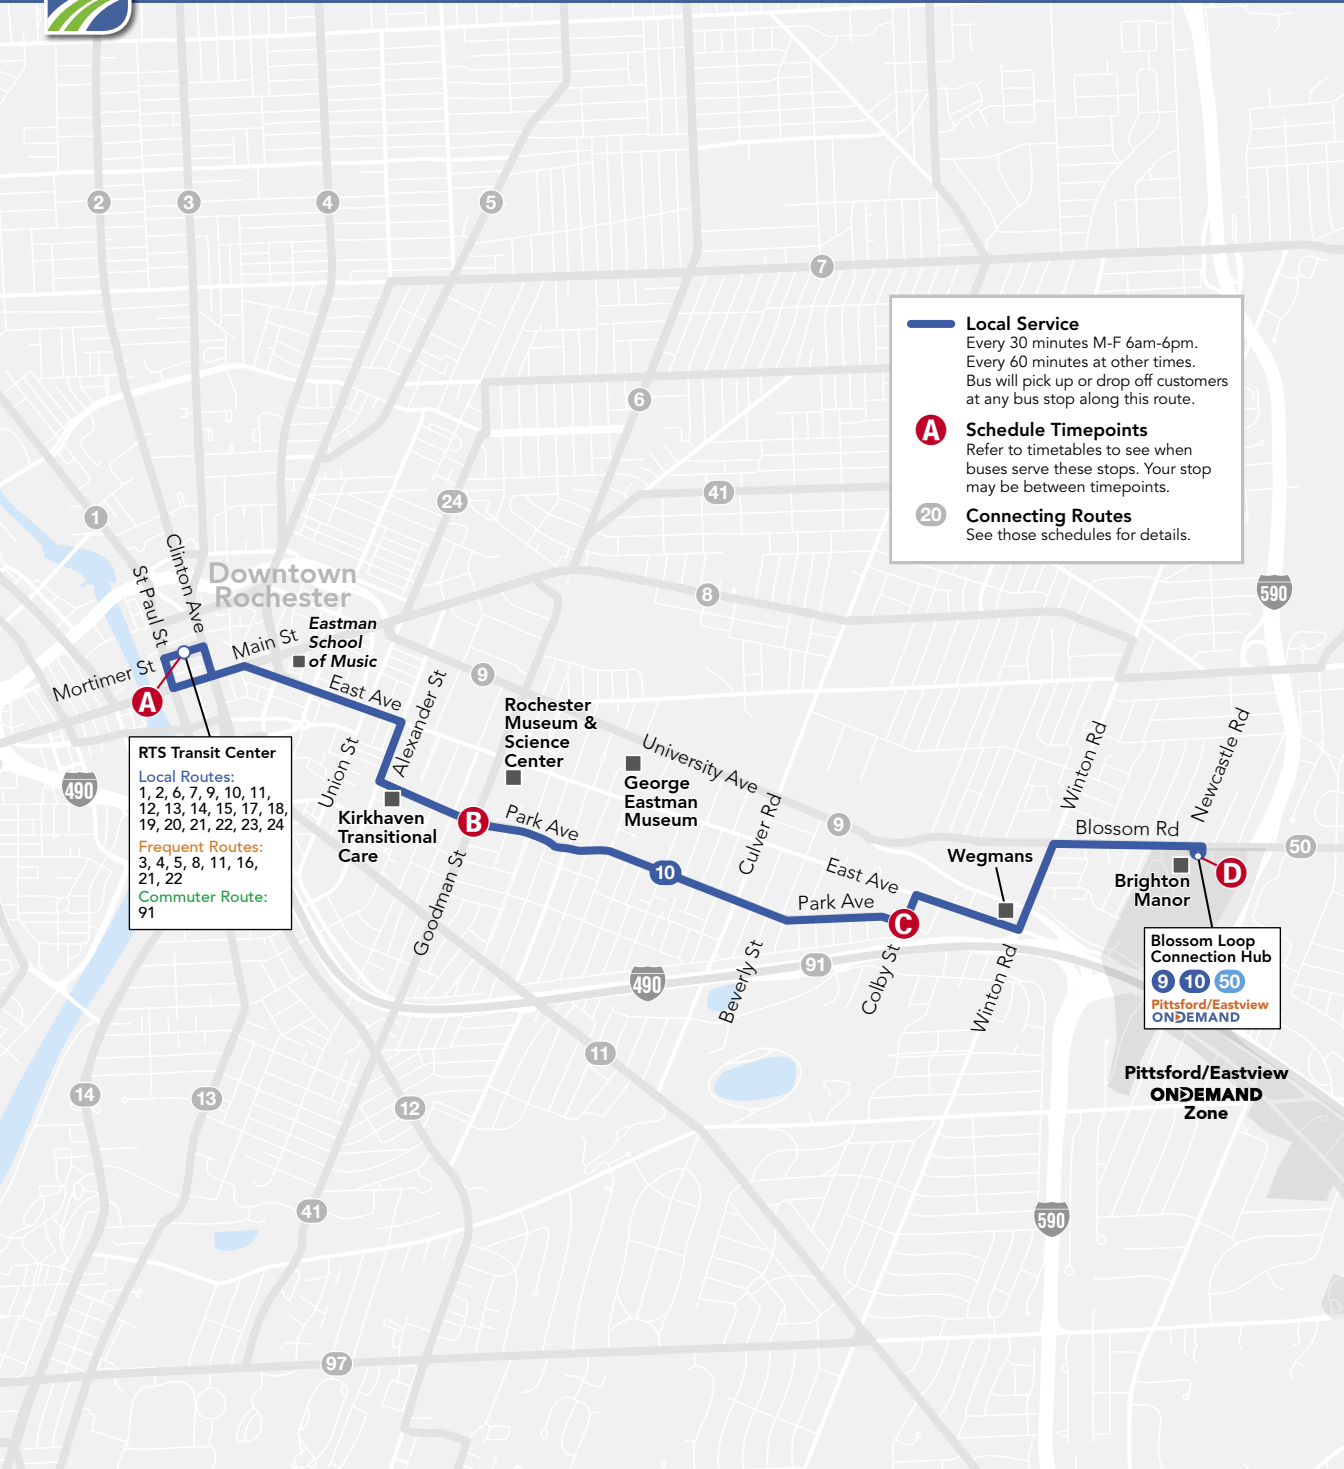 2
3
4
5
7
Local Service
Every 30 minutes M-F 6am-6pm.
Every 60 minutes at other times.
Bus will pick up or drop off customers
at any bus stop along this route.
A
Schedule Timepoints
Refer to timetables to see when
buses serve these stops. Your stop
may be between timepoints.
20
Connecting Routes
See those schedules for details.
6
41
24
1
590
8
Clinton Ave
St Paul St
Downtown
Rochester
Eastman
School
of Music
Main St
Mortimer St
A
East Ave
Alexander St
9
Rochester
Museum &
Science
Center
University Ave
George
Eastman
Museum
Union St
490
RTS Transit Center
Local Routes:
1, 2, 6, 7, 9, 10, 11,
12, 13, 14, 15, 17, 18,
19, 20, 21, 22, 23, 24
Frequent Routes:
3, 4, 5, 8, 11, 16,
21, 22
Commuter Route:
91
Kirkhaven
Transitional
Care
B
Park Ave
Goodman St
10
Culver Rd
9
Winton Rd
Newcastle Rd
Blossom Rd
50
Wegmans
East Ave
Park Ave
C
Brighton
Manor
D
Blossom Loop
Connection Hub
9
10
50
Pittsford/Eastview
ONDEMAND
490
Beverly St
91
Colby St
Winton Rd
11
Pittsford/Eastview
ONDEMAND
Zone
14
13
12
41
590
97